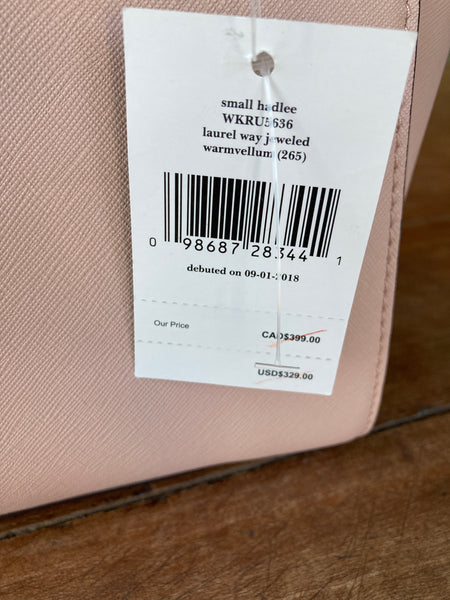 small hadlee
WKRU5636
laurel way jeweled
warmvellum (265)
0 98687 28344 1
debuted on 09-01-2018
Our Price
CAD$399.00
USD$329.00